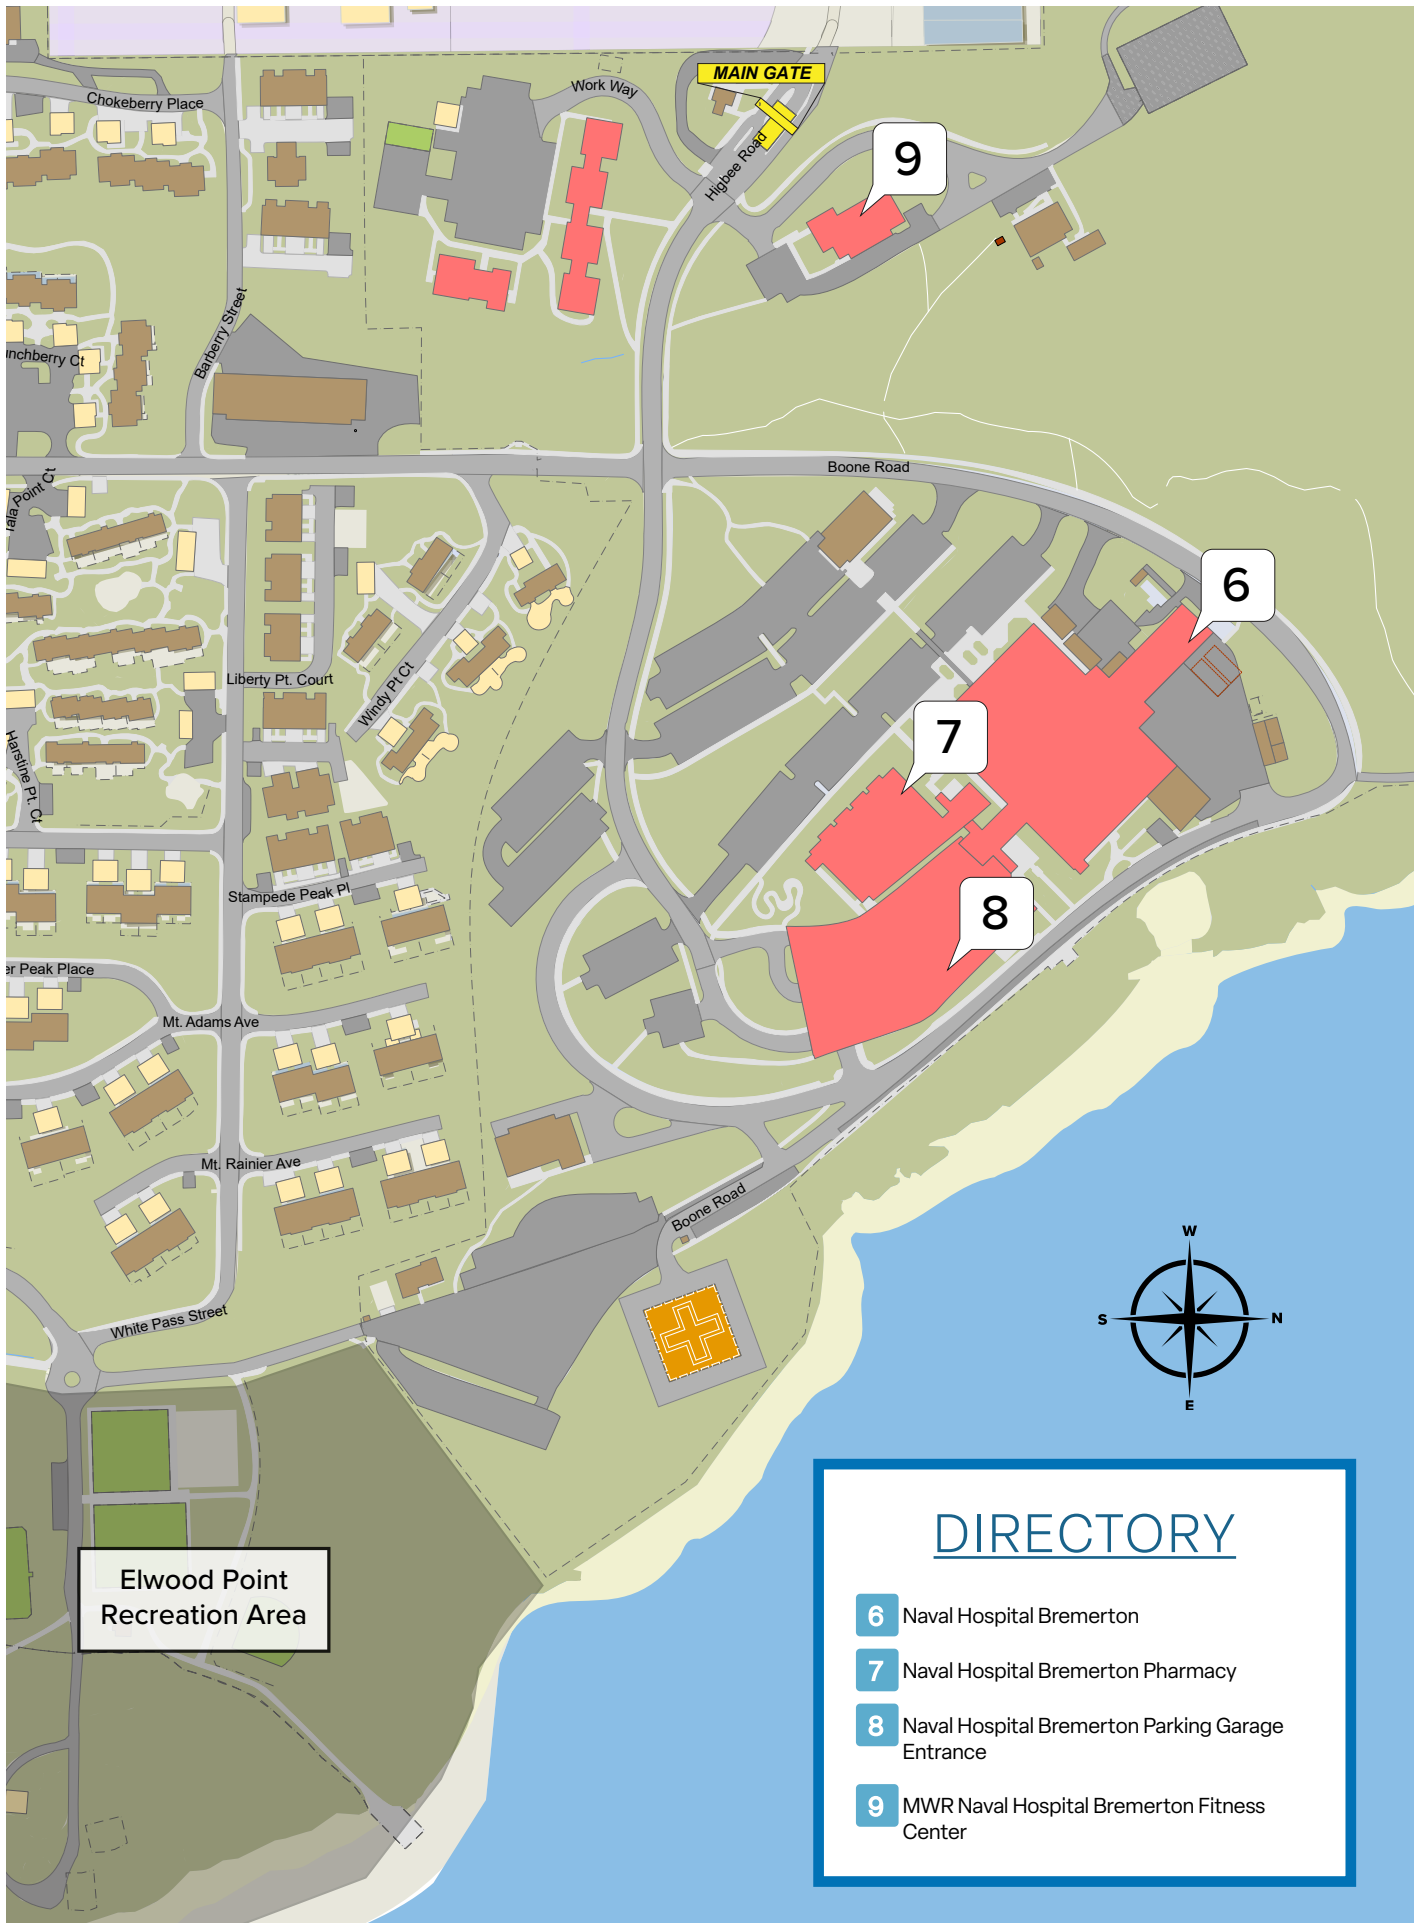 MAIN GATE
Work Way
Chokeberry Place
Higbee Road
9
Barberry Street
unchberry Ct
Boone Road
Tala Point Ct
6
Liberty Pt. Court
Windy Pt Ct
7
Harstine Pt. Ct
Stampede Peak Pl
8
er Peak Place
Mt. Adams Ave
Mt. Rainier Ave
Boone Road
W
S
N
E
White Pass Street
Elwood Point
Recreation Area
DIRECTORY
6 Naval Hospital Bremerton
7 Naval Hospital Bremerton Pharmacy
8 Naval Hospital Bremerton Parking Garage
Entrance
9 MWR Naval Hospital Bremerton Fitness
Center